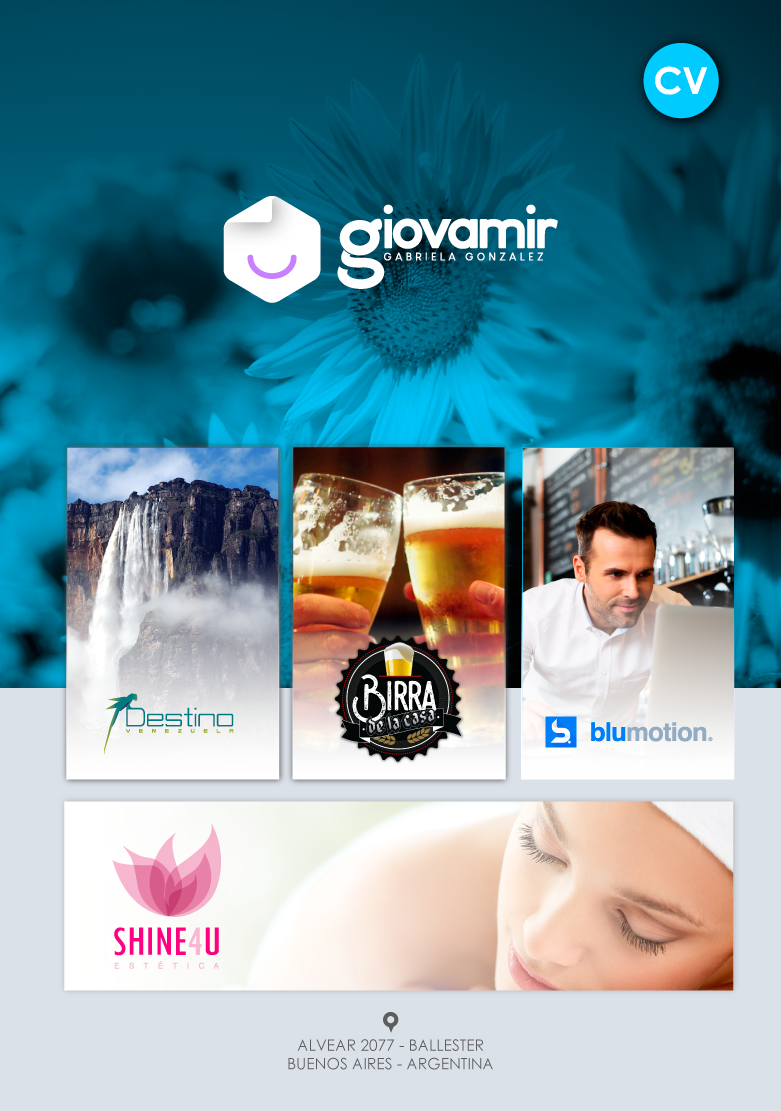 CV
giovamir
GABRIELA GONZALEZ
Destino
VENEZUELA
BIRRA
de la casa
blumotion.
SHINE4U
ESTÉTICA
ALVEAR 2077 - BALLESTER
BUENOS AIRES - ARGENTINA